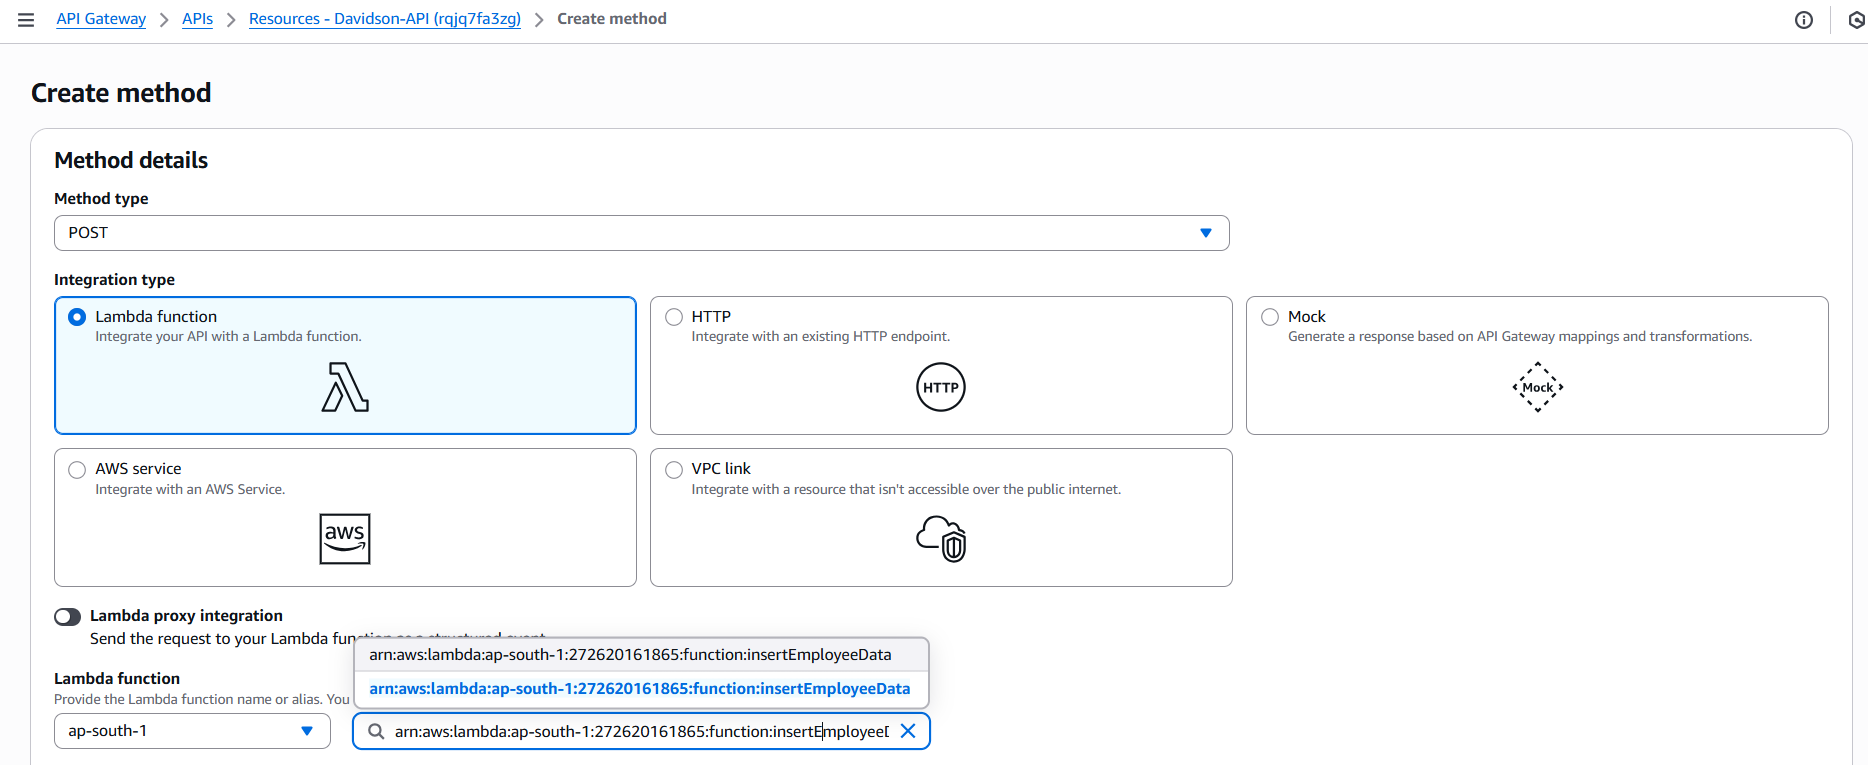 API Gateway > APIs > Resources - Davidson-API (rqjq7fa3zg) > Create method
Create method
Method details
Method type
POST
Integration type
Lambda function
Integrate your API with a Lambda function.
HTTP
Integrate with an existing HTTP endpoint.
HTTP
Mock
Generate a response based on API Gateway mappings and transformations.
Mock
AWS service
Integrate with an AWS Service.
aws
VPC link
Integrate with a resource that isn't accessible over the public internet.
Lambda proxy integration
Send the request to your Lambda function as a structured event.
arn:aws:lambda:ap-south-1:272620161865:function:insertEmployeeData
arn:aws:lambda:ap-south-1:272620161865:function:insertEmployeeData
Lambda function
Provide the Lambda function name or alias. You
ap-south-1
arn:aws:lambda:ap-south-1:272620161865:function:insertEmployeeD